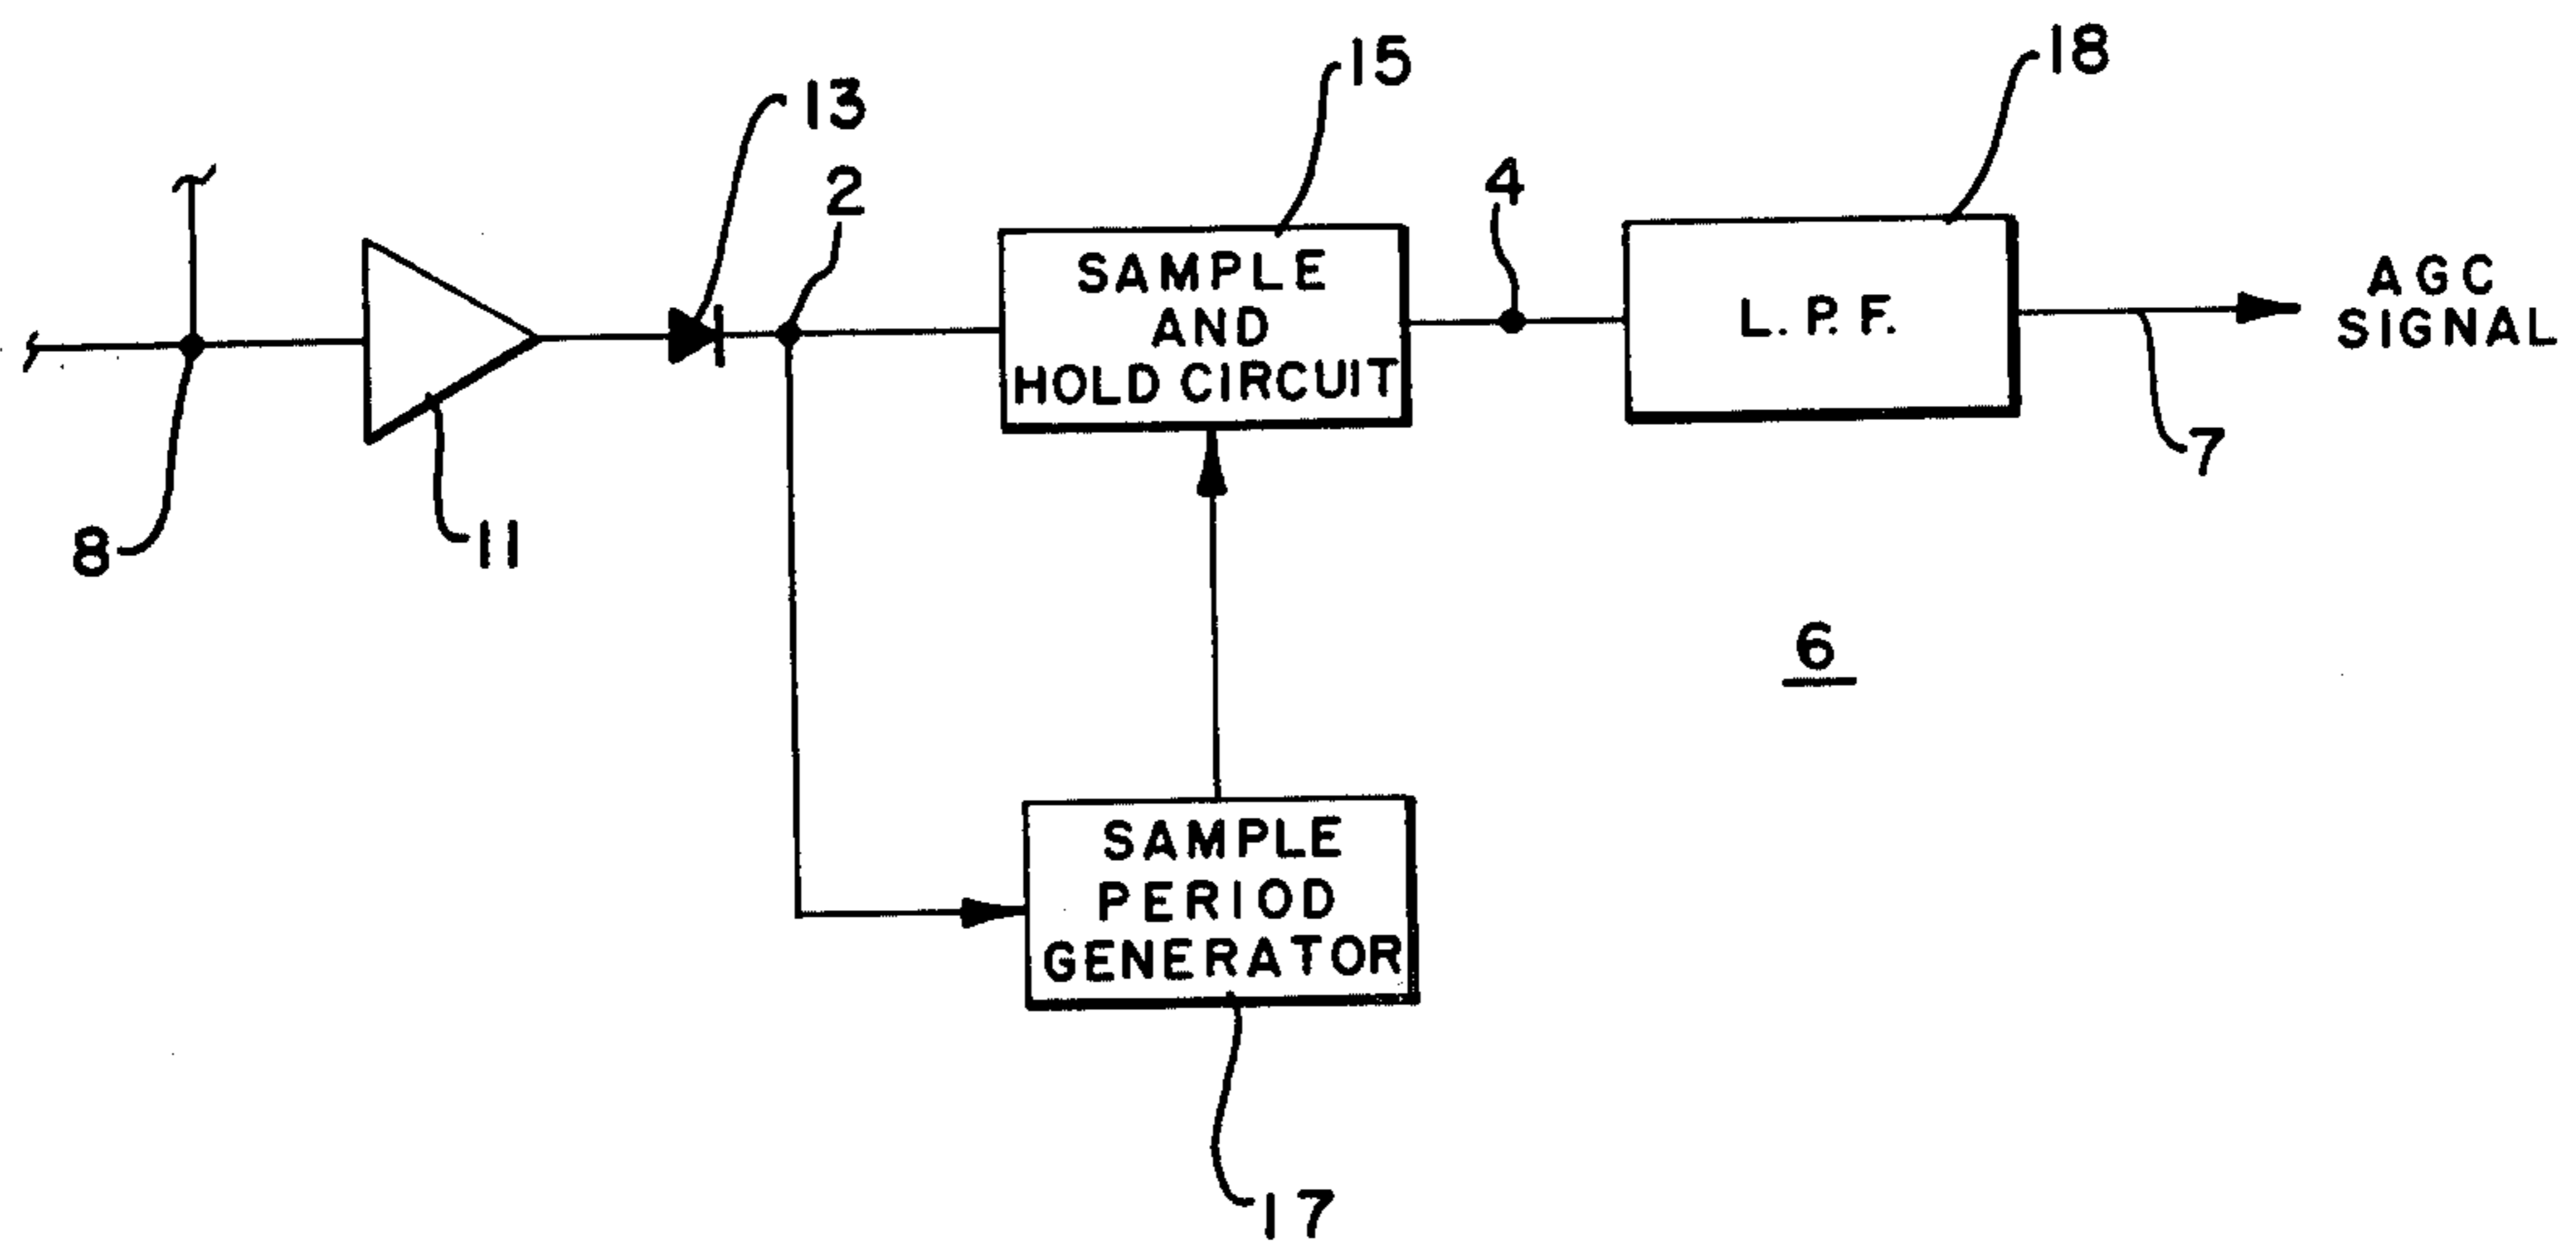 15
18
13
2
4
SAMPLE
AND
HOLD CIRCUIT
L. P. F.
AGC
SIGNAL
7
8
11
6
SAMPLE
PERIOD
GENERATOR
17